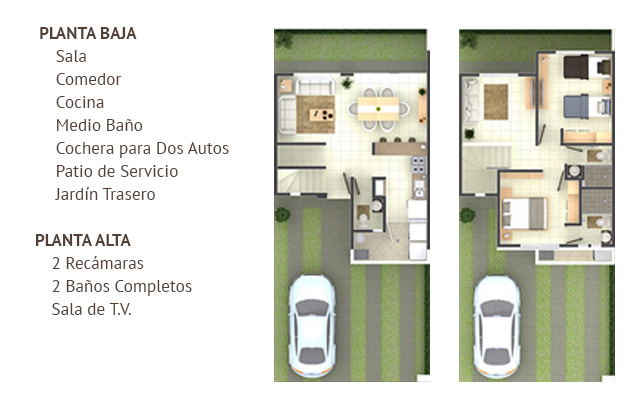 PLANTA BAJA
Sala
Comedor
Cocina
Medio Baño
Cochera para Dos Autos
Patio de Servicio
Jardín Trasero
PLANTA ALTA
2 Recámaras
2 Baños Completos
Sala de T.V.